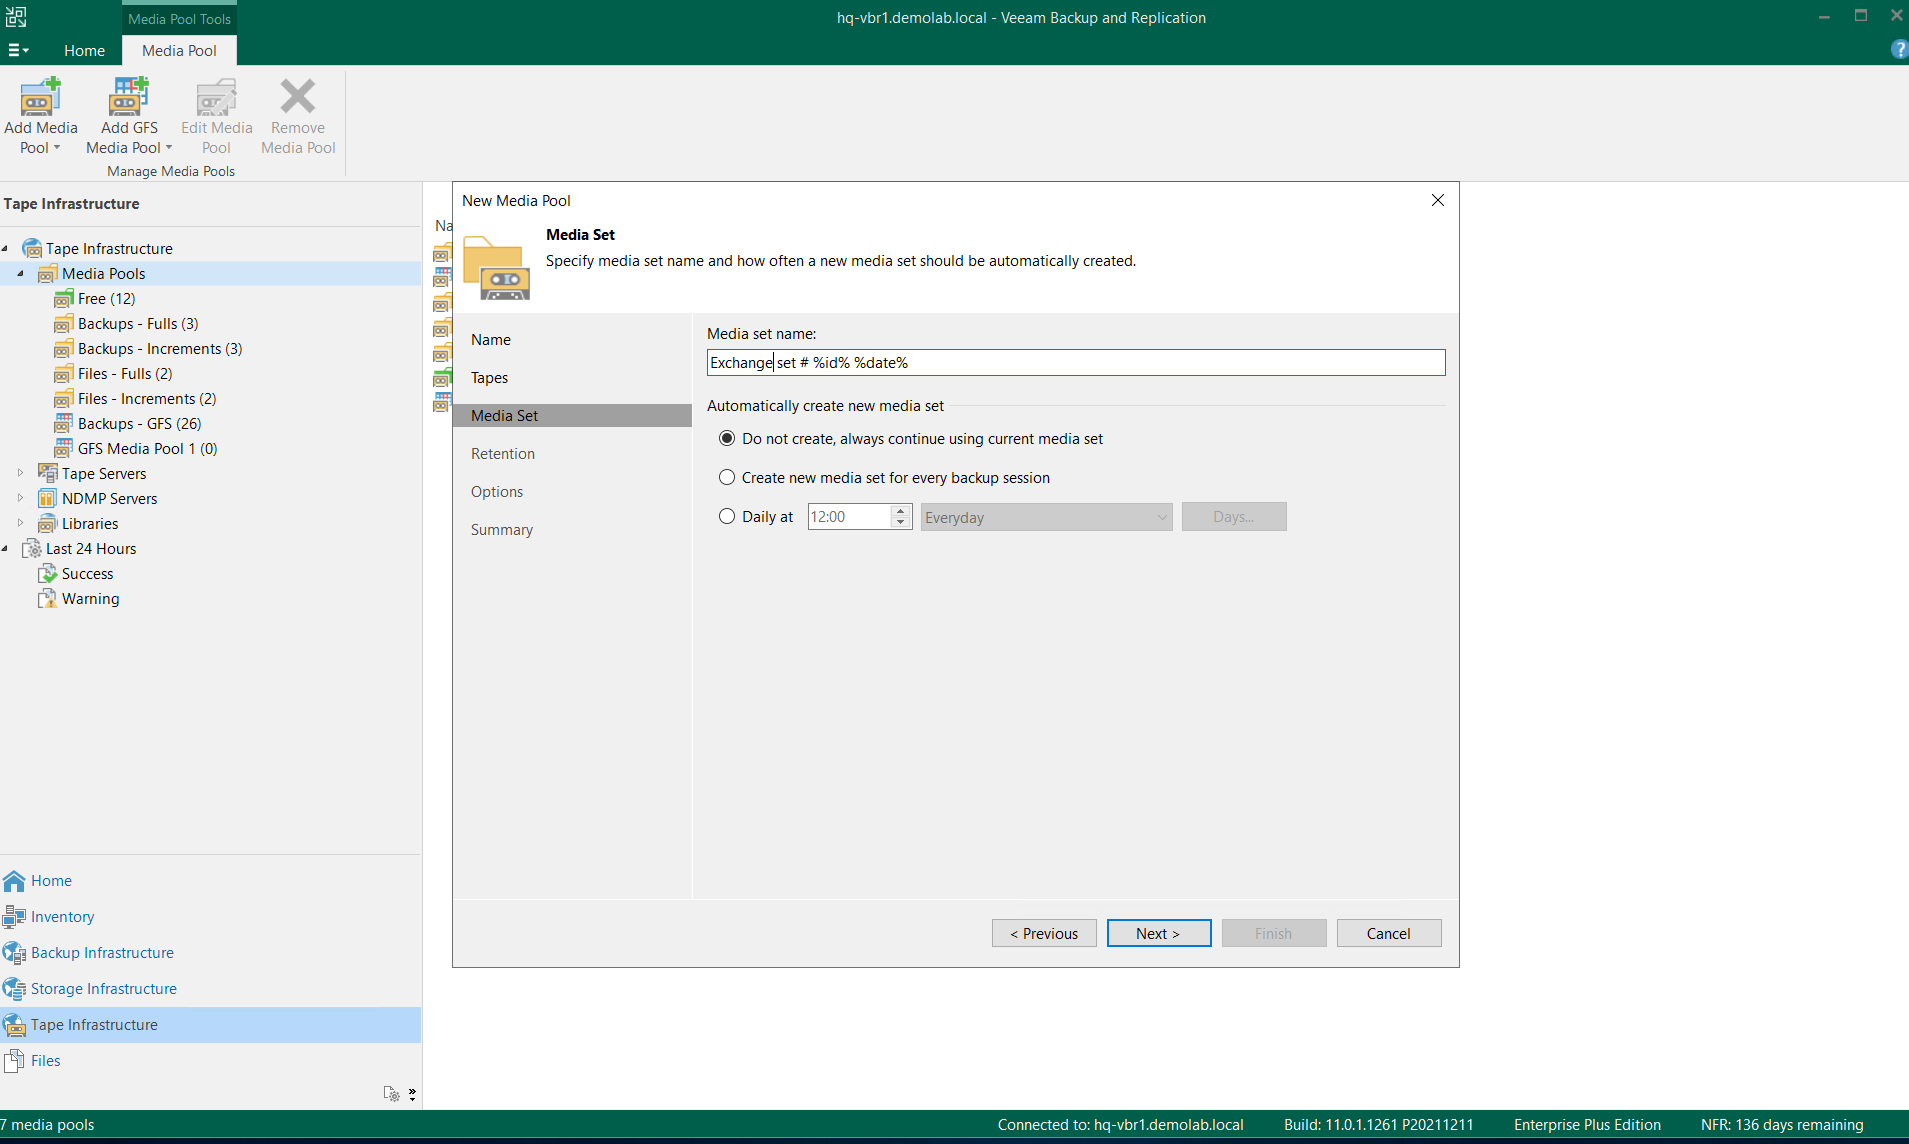 Media Pool Tools
hq-vbr1.demolab.local - Veeam Backup and Replication
Home
Media Pool
?
Add Media
Pool
Add GFS
Media Pool
Edit Media
Pool
Remove
Media Pool
Manage Media Pools
Tape Infrastructure
Tape Infrastructure
Media Pools
Free (12)
Backups - Fulls (3)
Backups - Increments (3)
Files - Fulls (2)
Files - Increments (2)
Backups - GFS (26)
GFS Media Pool 1 (0)
Tape Servers
NDMP Servers
Libraries
Last 24 Hours
Success
Warning
Home
Inventory
Backup Infrastructure
Storage Infrastructure
Tape Infrastructure
Files
Na
New Media Pool
Media Set
Specify media set name and how often a new media set should be automatically created.
Name
Tapes
Media Set
Retention
Options
Summary
Media set name:
Exchange set # %id% %date%
Automatically create new media set
Do not create, always continue using current media set
Create new media set for every backup session
Daily at 12:00 Everyday Days...
< Previous Next > Finish Cancel
7 media pools
Connected to: hq-vbr1.demolab.local Build: 11.0.1.1261 P20211211 Enterprise Plus Edition NFR: 136 days remaining